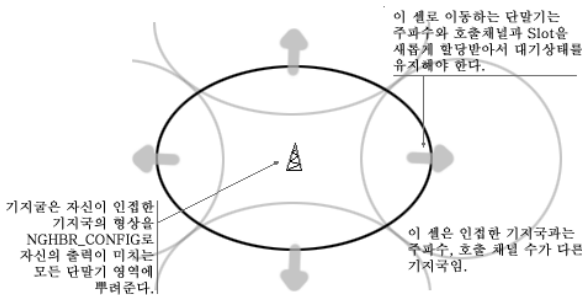 이 셀로 이동하는 단말기는
주파수와 호출채널과 Slot을
새롭게 할당받아서 대기상태를
유지해야 한다.
기지굴은 자신이 인접한
기지국의 형상을
NGHBR_CONFIG로
자신의 출력이 미치는
모든 단말기 영역에
뿌려준다.
이 셀은 인접한 기지국과는
주파수, 호출 채널 수가 다른
기지국임.